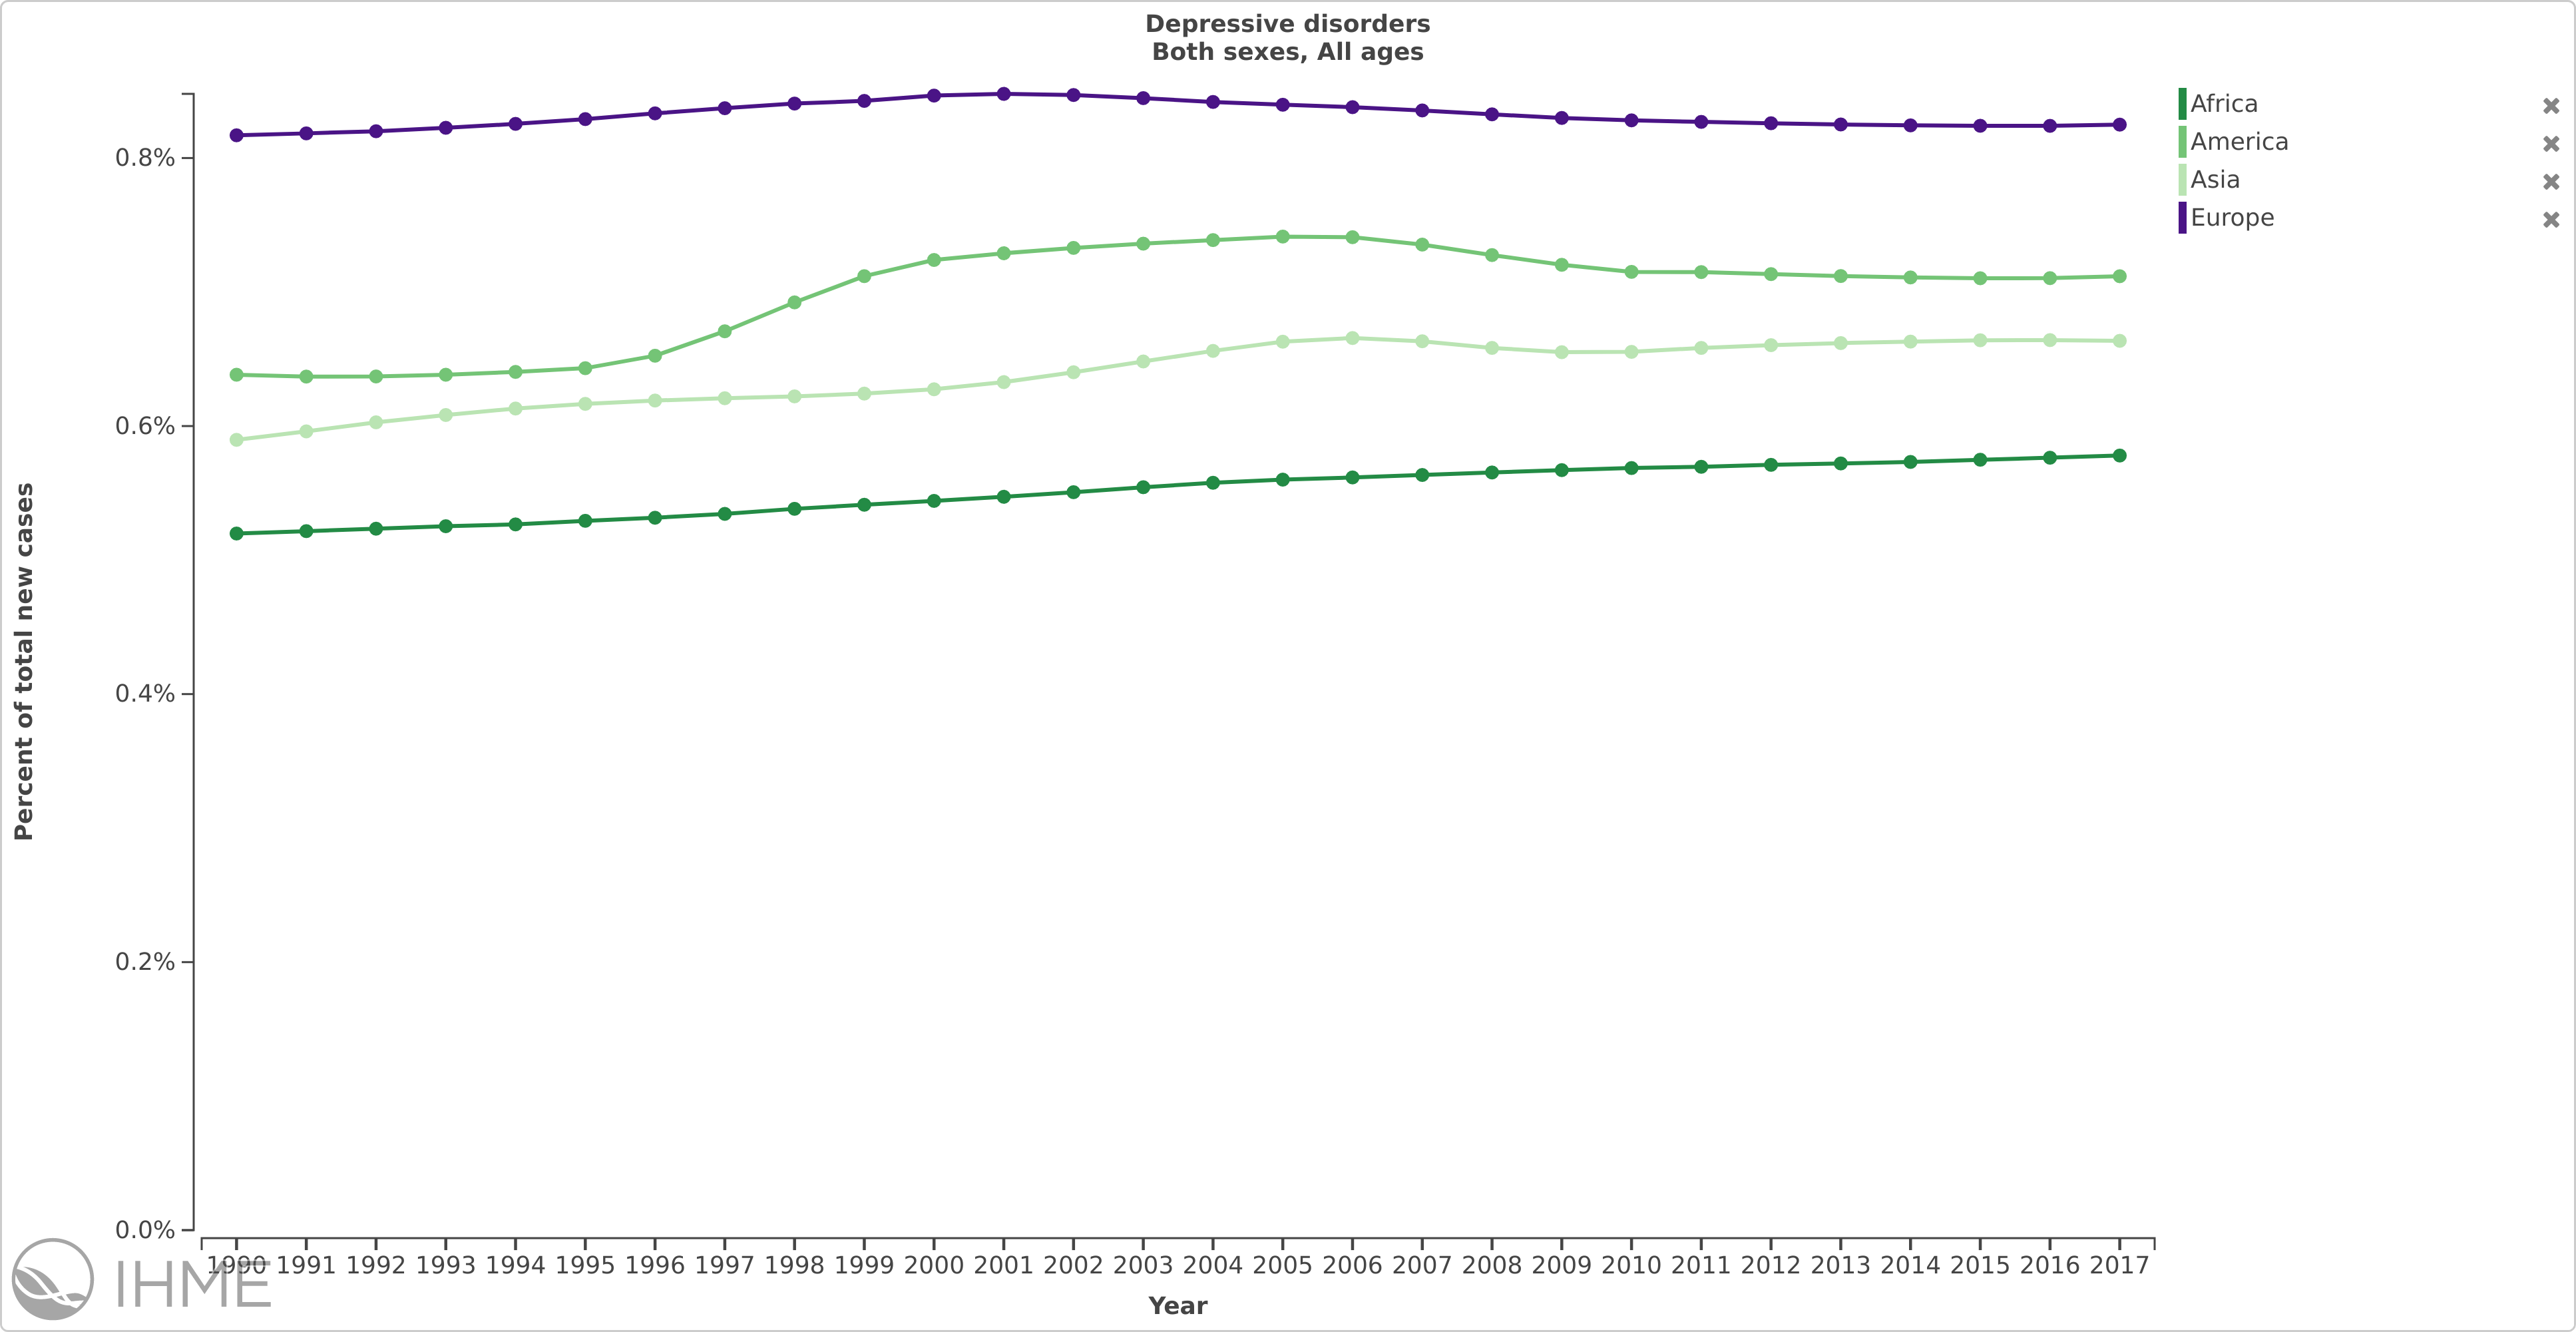 Depressive disorders
Both sexes, All ages
Percent of total new cases
0.8%
0.6%
0.4%
0.2%
0.0%
1990 1991 1992 1993 1994 1995 1996 1997 1998 1999 2000 2001 2002 2003 2004 2005 2006 2007 2008 2009 2010 2011 2012 2013 2014 2015 2016 2017
Year
Africa
America
Asia
Europe
IHME